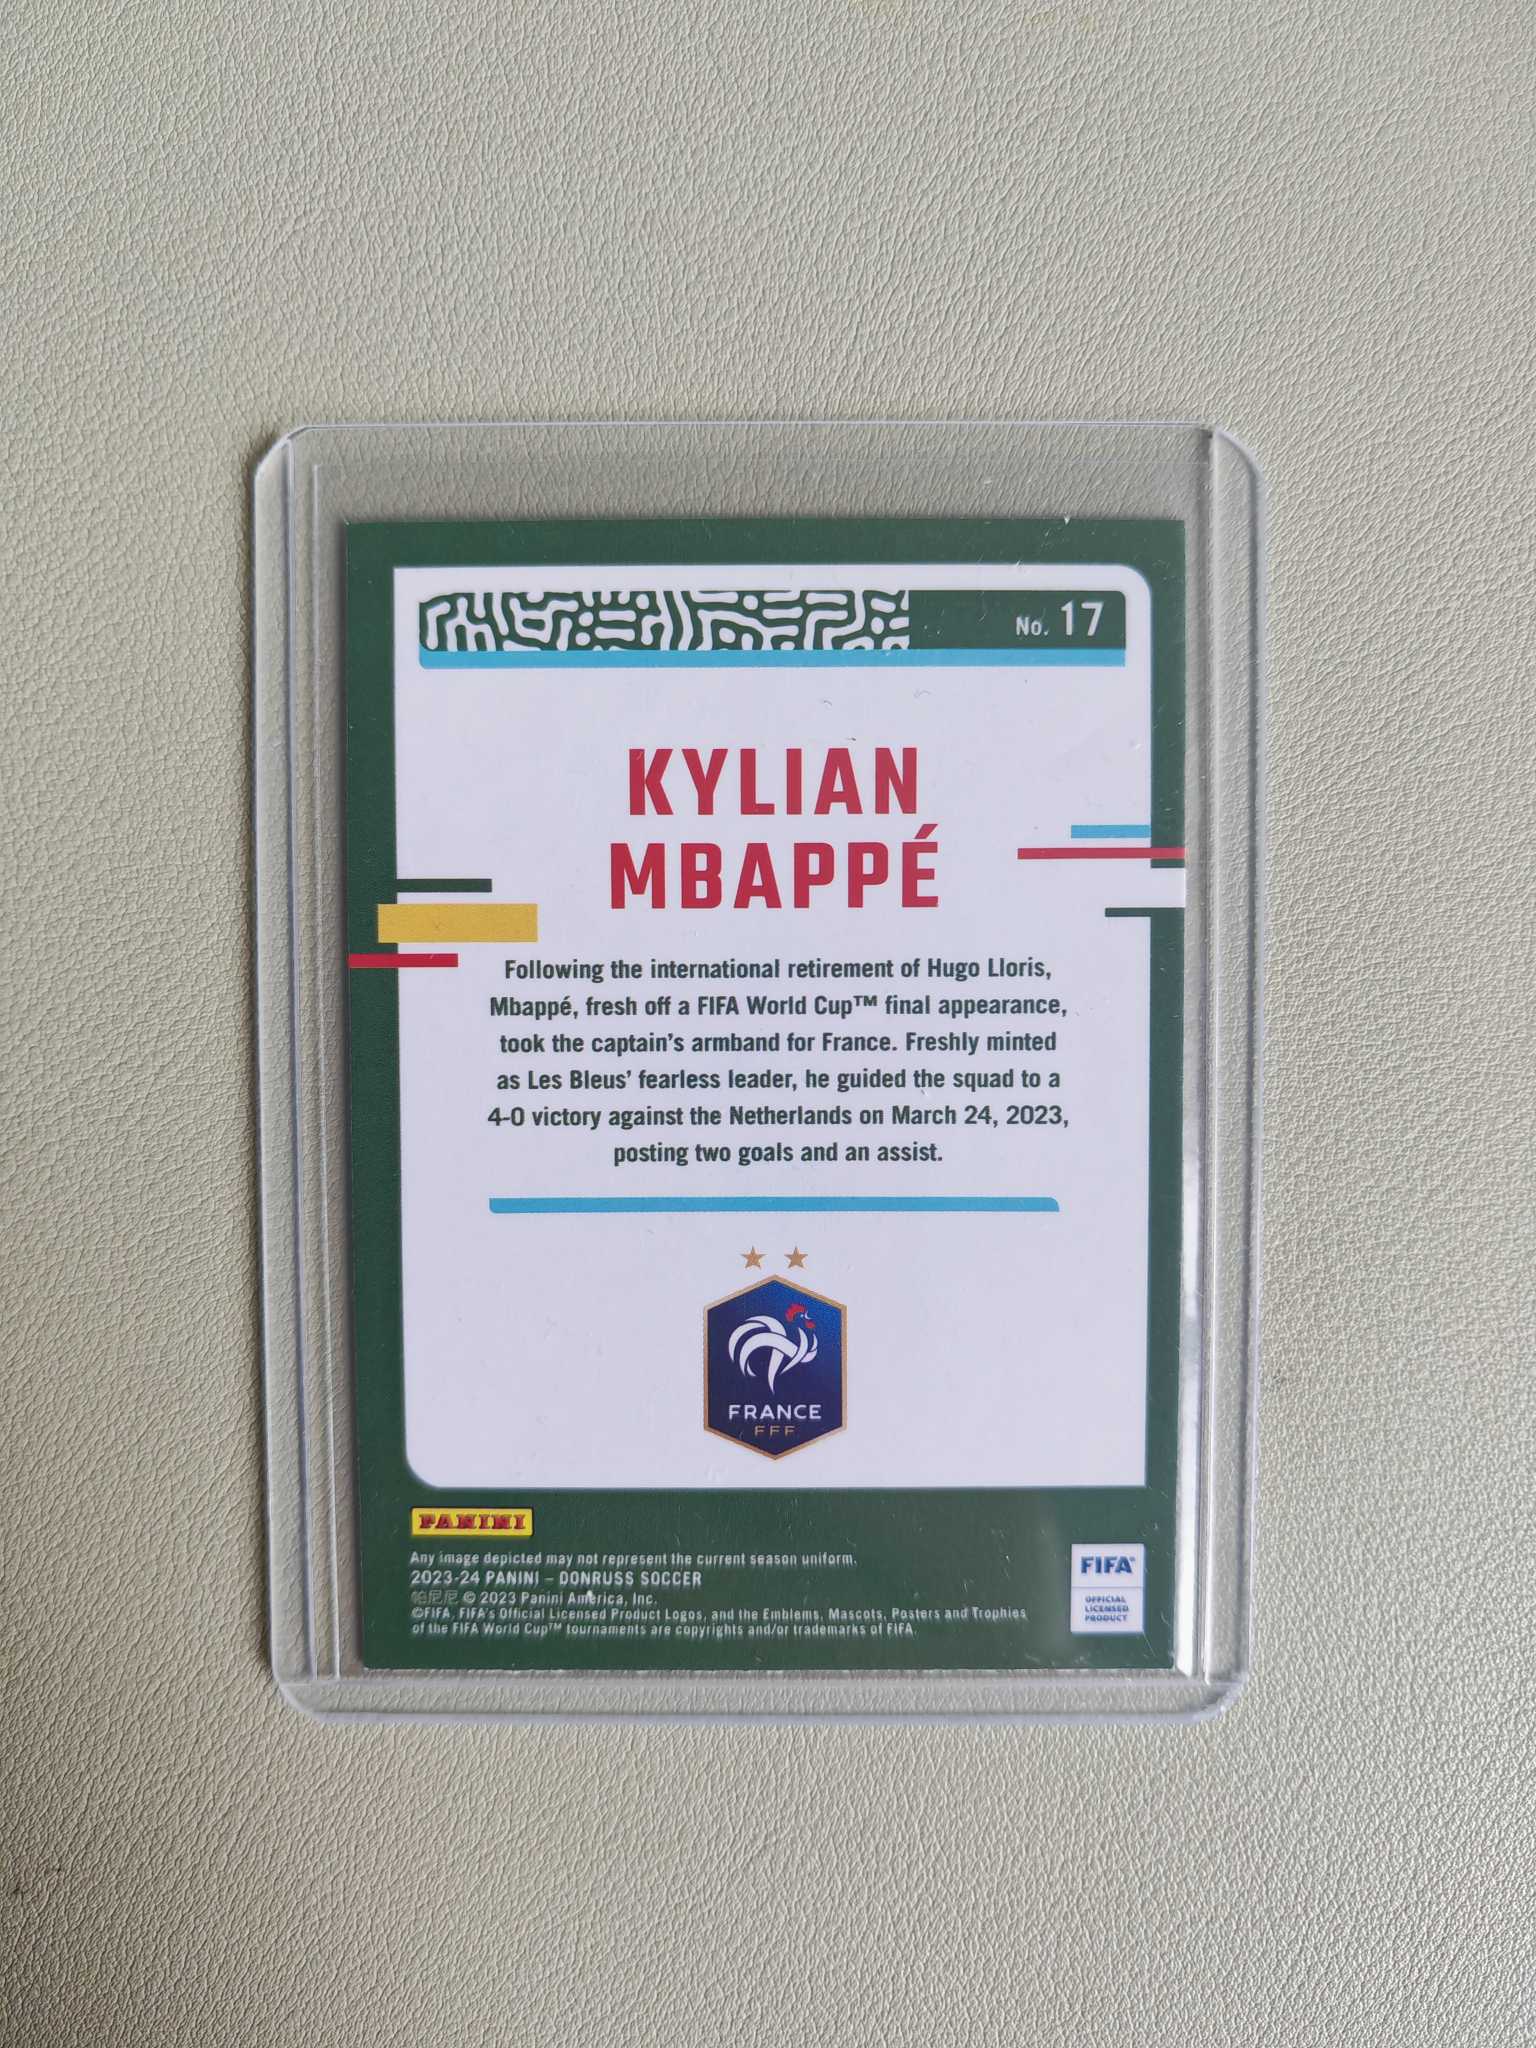 No. 17
KYLIAN
MBAPPÉ
Following the international retirement of Hugo Lloris,
Mbappé, fresh off a FIFA World Cup™ final appearance,
took the captain's armband for France. Freshly minted
as Les Bleus' fearless leader, he guided the squad to a
4-0 victory against the Netherlands on March 24, 2023,
posting two goals and an assist.
FRANCE
FFF
PANINI
Any image depicted may not represent the current season uniform.
2023-24 PANINI – DONRUSS SOCCER
帕尼尼 © 2023 Panini America, Inc.
©FIFA, FIFA's Official Licensed Product Logos, and the Emblems, Mascots, Posters and Trophies
of the FIFA World Cup™ tournaments are copyrights and/or trademarks of FIFA.
FIFA®
OFFICIAL
LICENSED
PRODUCT